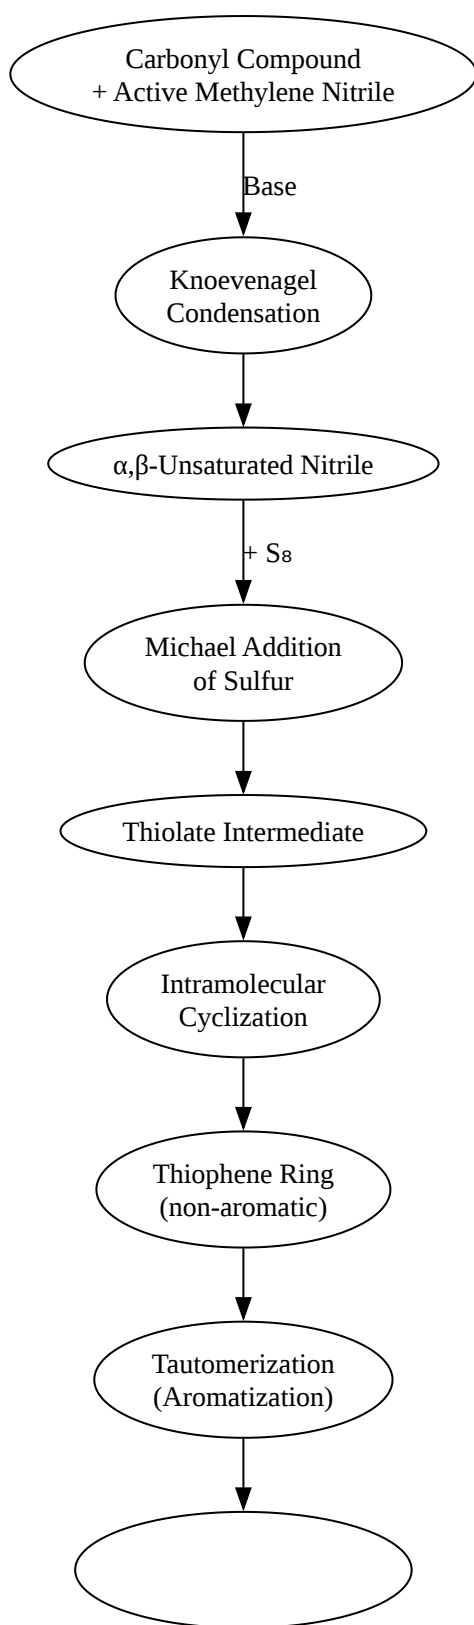 Carbonyl Compound
+ Active Methylene Nitrile
Base
Knoevenagel
Condensation
α,β-Unsaturated Nitrile
+ S₈
Michael Addition
of Sulfur
Thiolate Intermediate
Intramolecular
Cyclization
Thiophene Ring
(non-aromatic)
Tautomerization
(Aromatization)